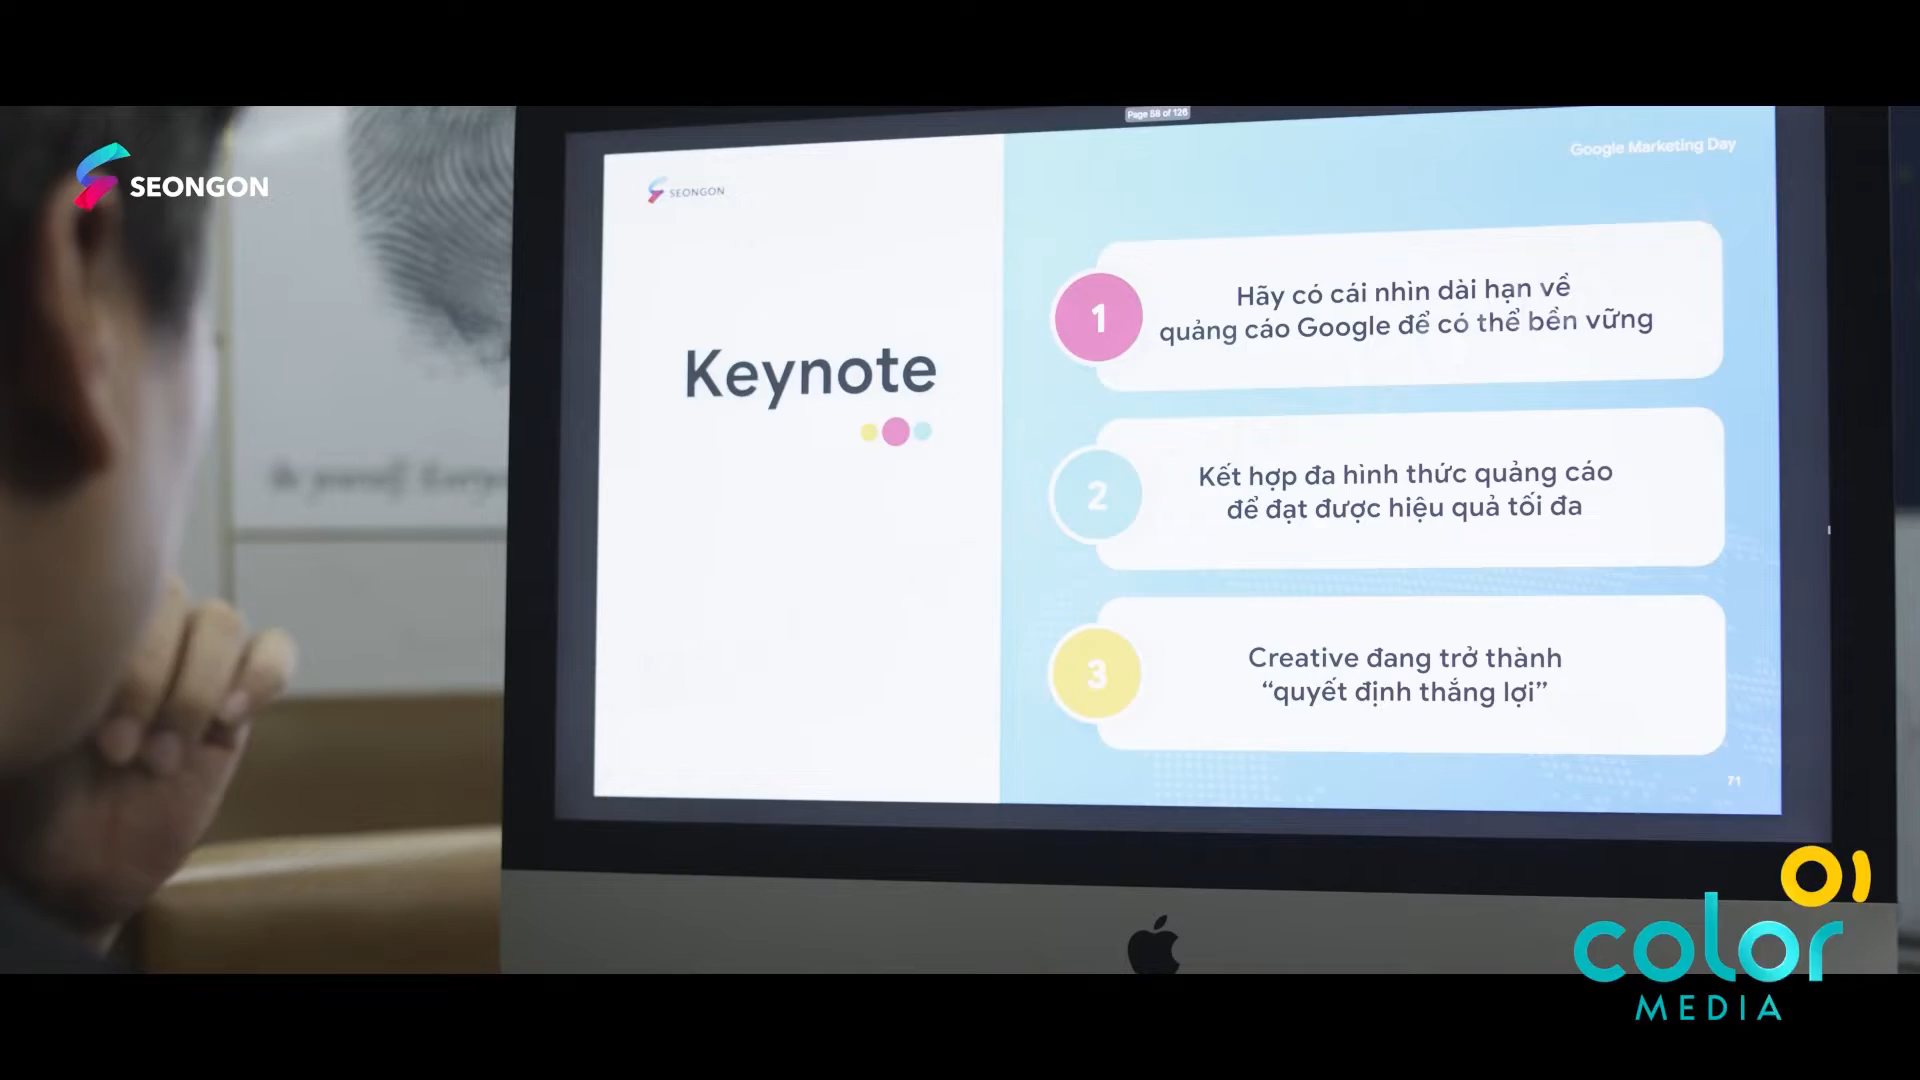 SEONGON
Page 58 of 126
Google Marketing Day
SEONGON
Keynote
1
Hãy có cái nhìn dài hạn về
quảng cáo Google để có thể bền vững
2
Kết hợp đa hình thức quảng cáo
để đạt được hiệu quả tối đa
3
Creative đang trở thành
“quyết định thắng lợi”
71
color
MEDIA